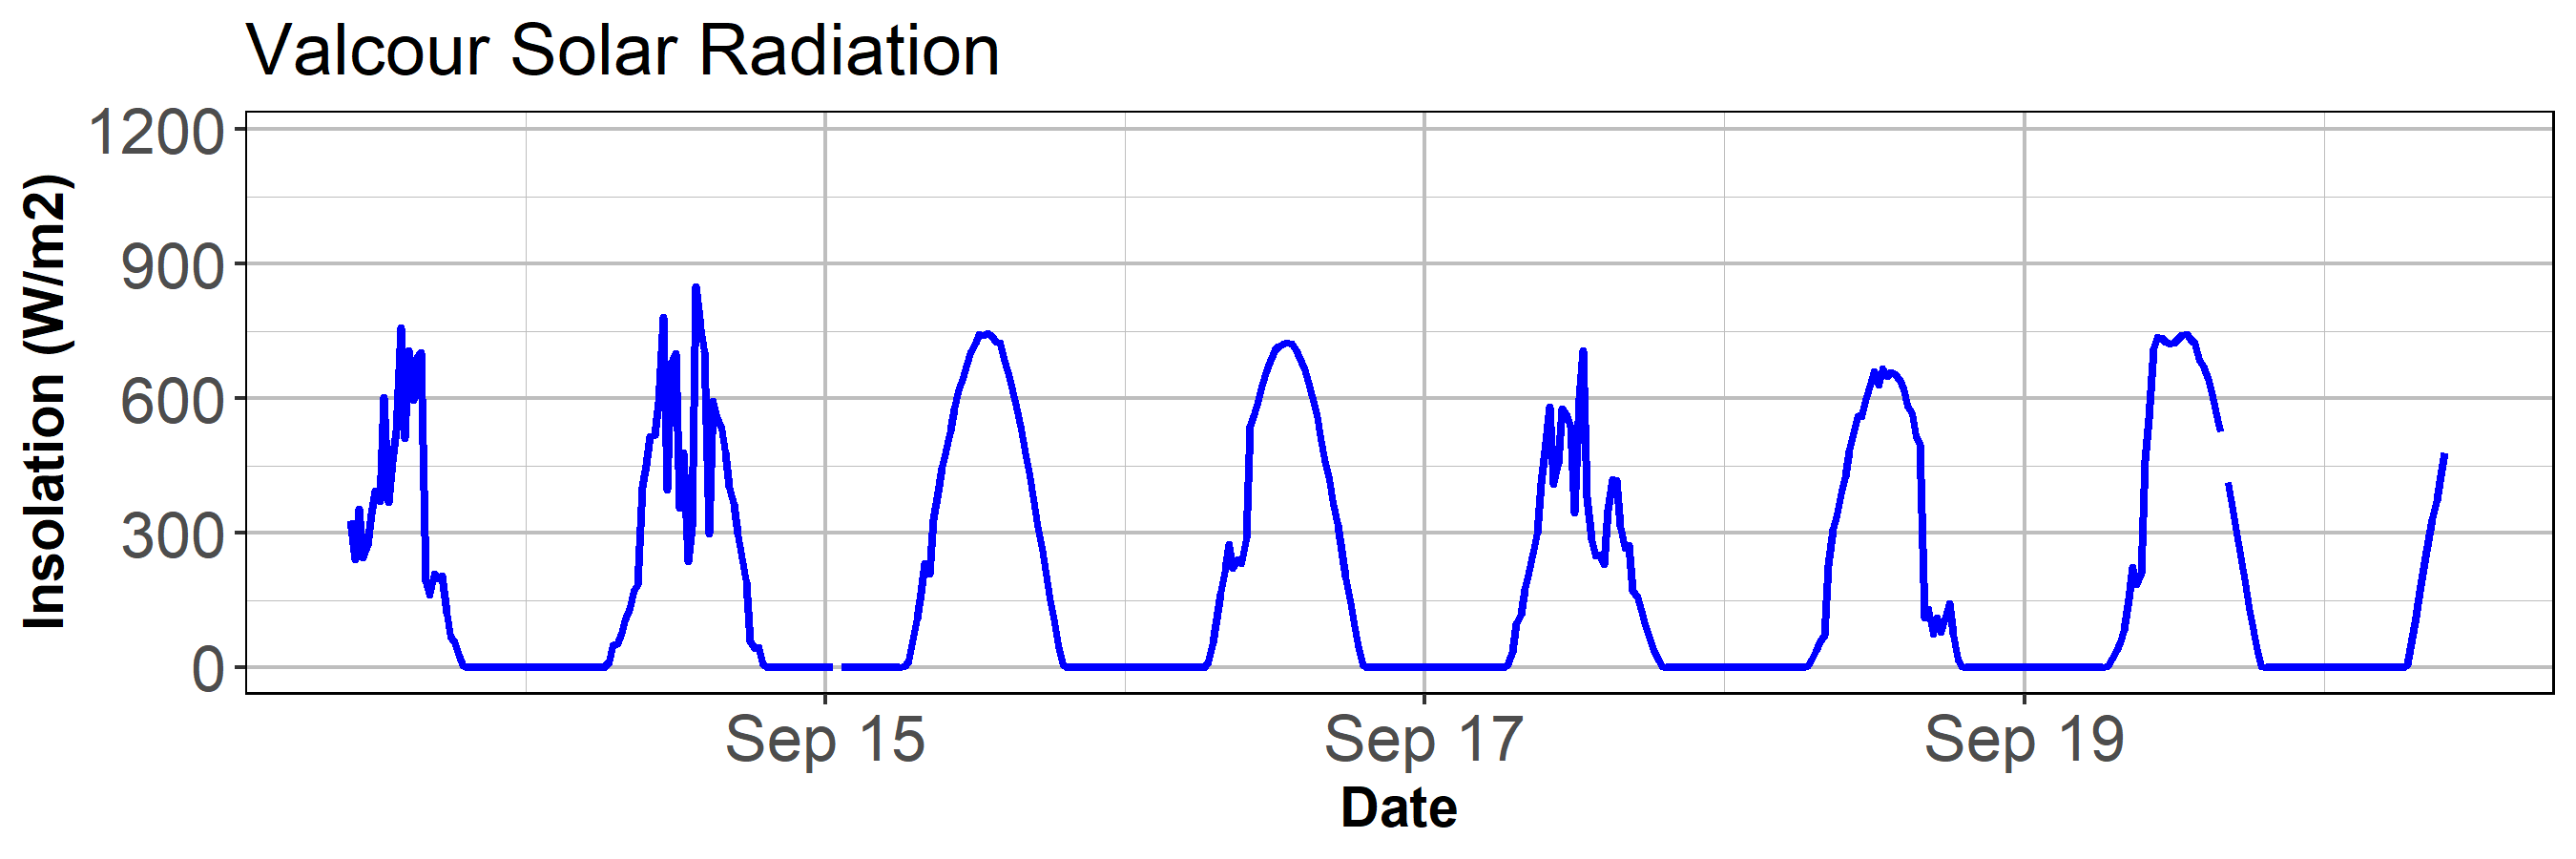 Valcour Solar Radiation
1200
900
600
300
0
Insolation (W/m2)
Sep 15
Sep 17
Sep 19
Date